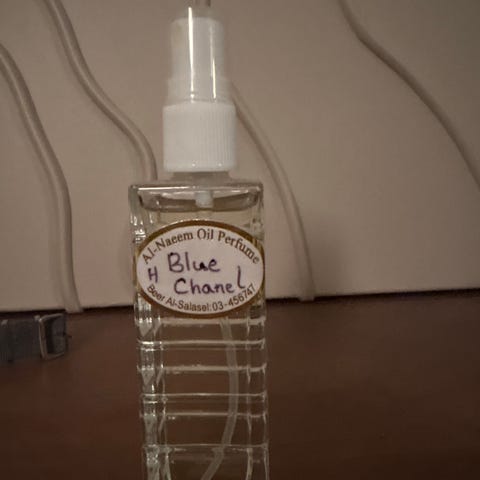 Al-Naeem Oil Perfume
H Blue
Chanel
Beer Al-Salasel:03-456747